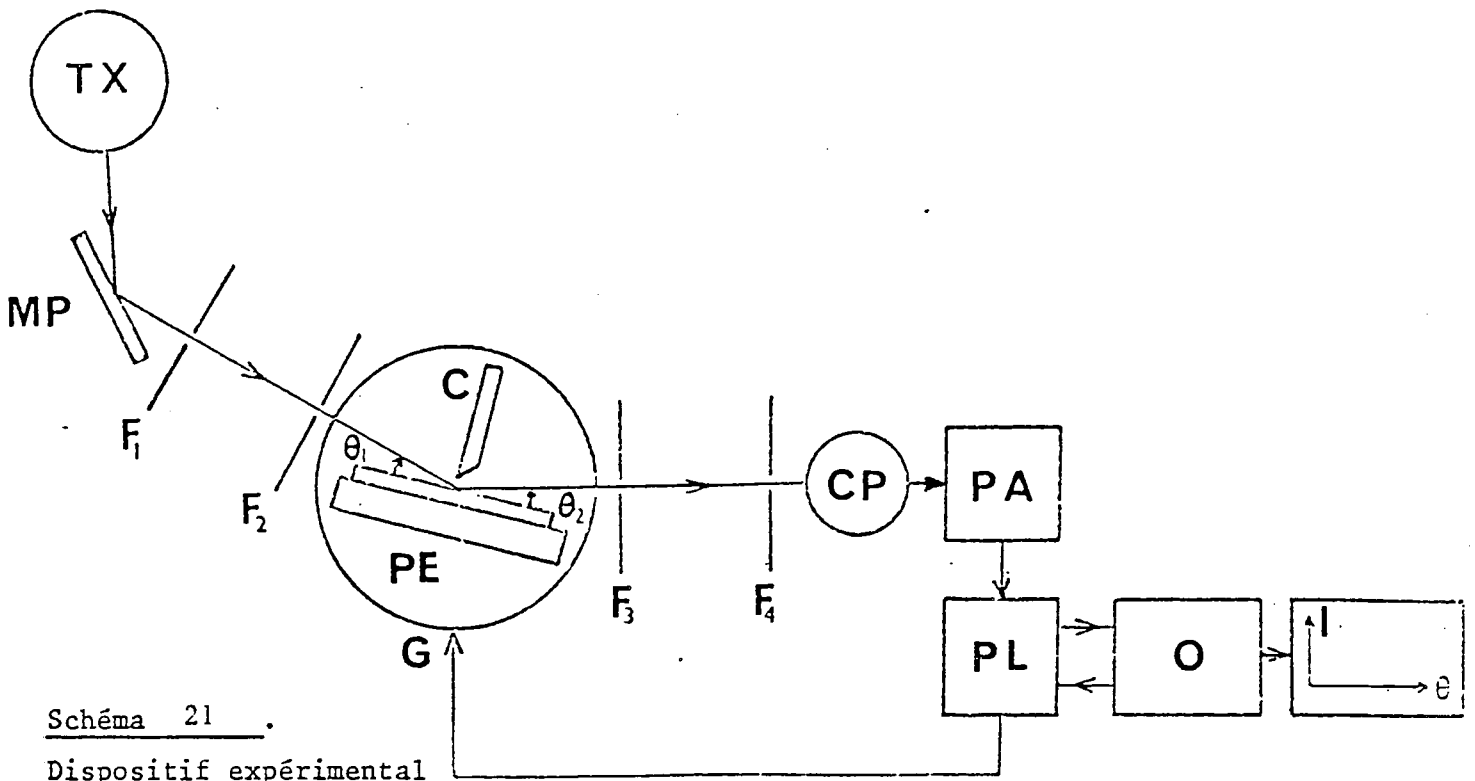 TX
MP
F1
F2
C
θ1
θ2
PE
G
F3
F4
CP
PA
PL
O
I
θ
Schéma 21 .
Dispositif expérimental